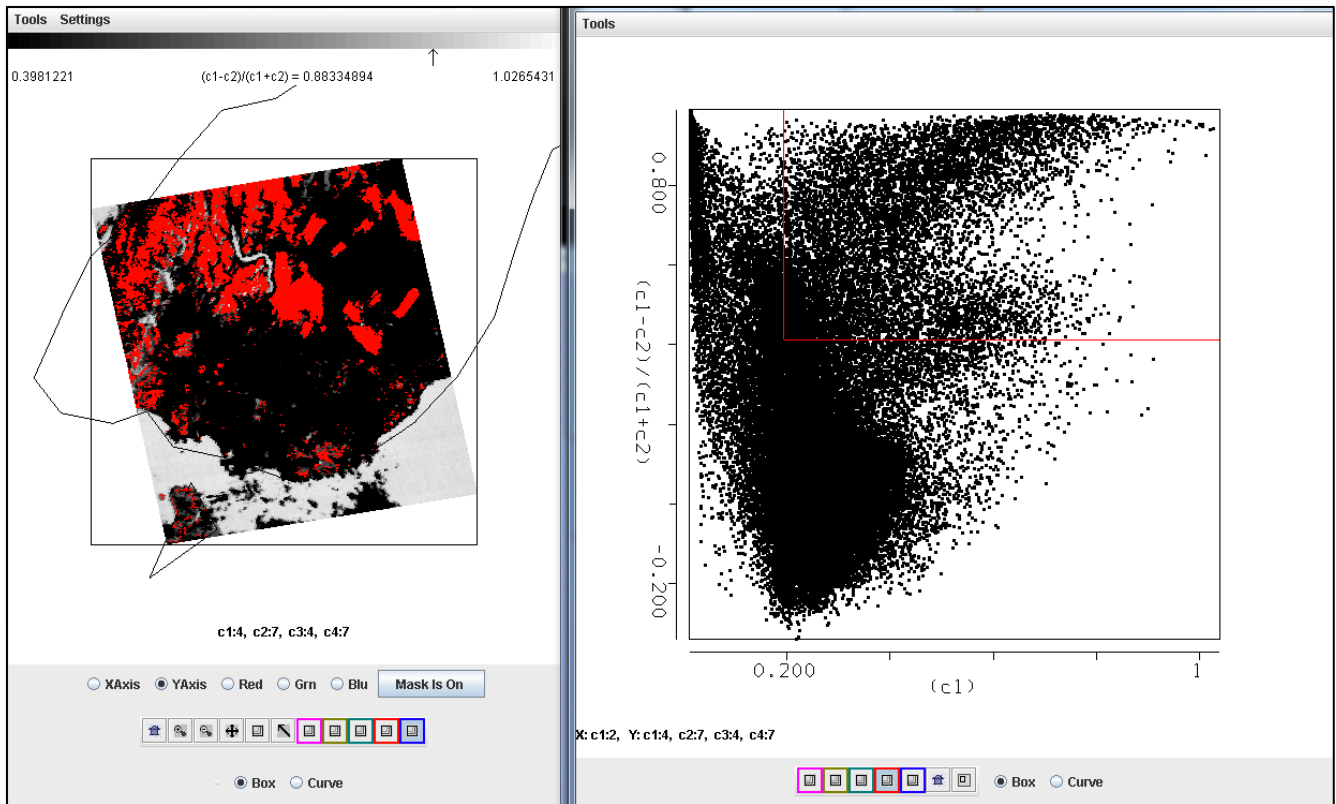 Tools Settings
0.3981221 (c1-c2)/(c1+c2) = 0.88334894 1.0265431
c1:4, c2:7, c3:4, c4:7
XAxis YAxis Red Grn Blu Mask Is On
Box Curve
Tools
0.800
(c1-c2)/(c1+c2)
-0.200
0.200 1
(c1)
X: c1:2, Y: c1:4, c2:7, c3:4, c4:7
Box Curve